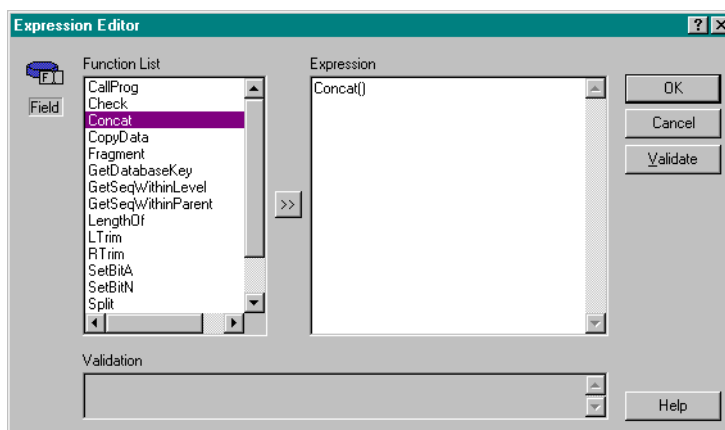 Expression Editor
Function List
Expression
Field
CallProg
Check
Concat
CopyData
Fragment
GetDatabaseKey
GetSeqWithinLevel
GetSeqWithinParent
LengthOf
LTrim
RTrim
SetBitA
SetBitN
Split
>>
Concat()
OK
Cancel
Validate
Validation
Help